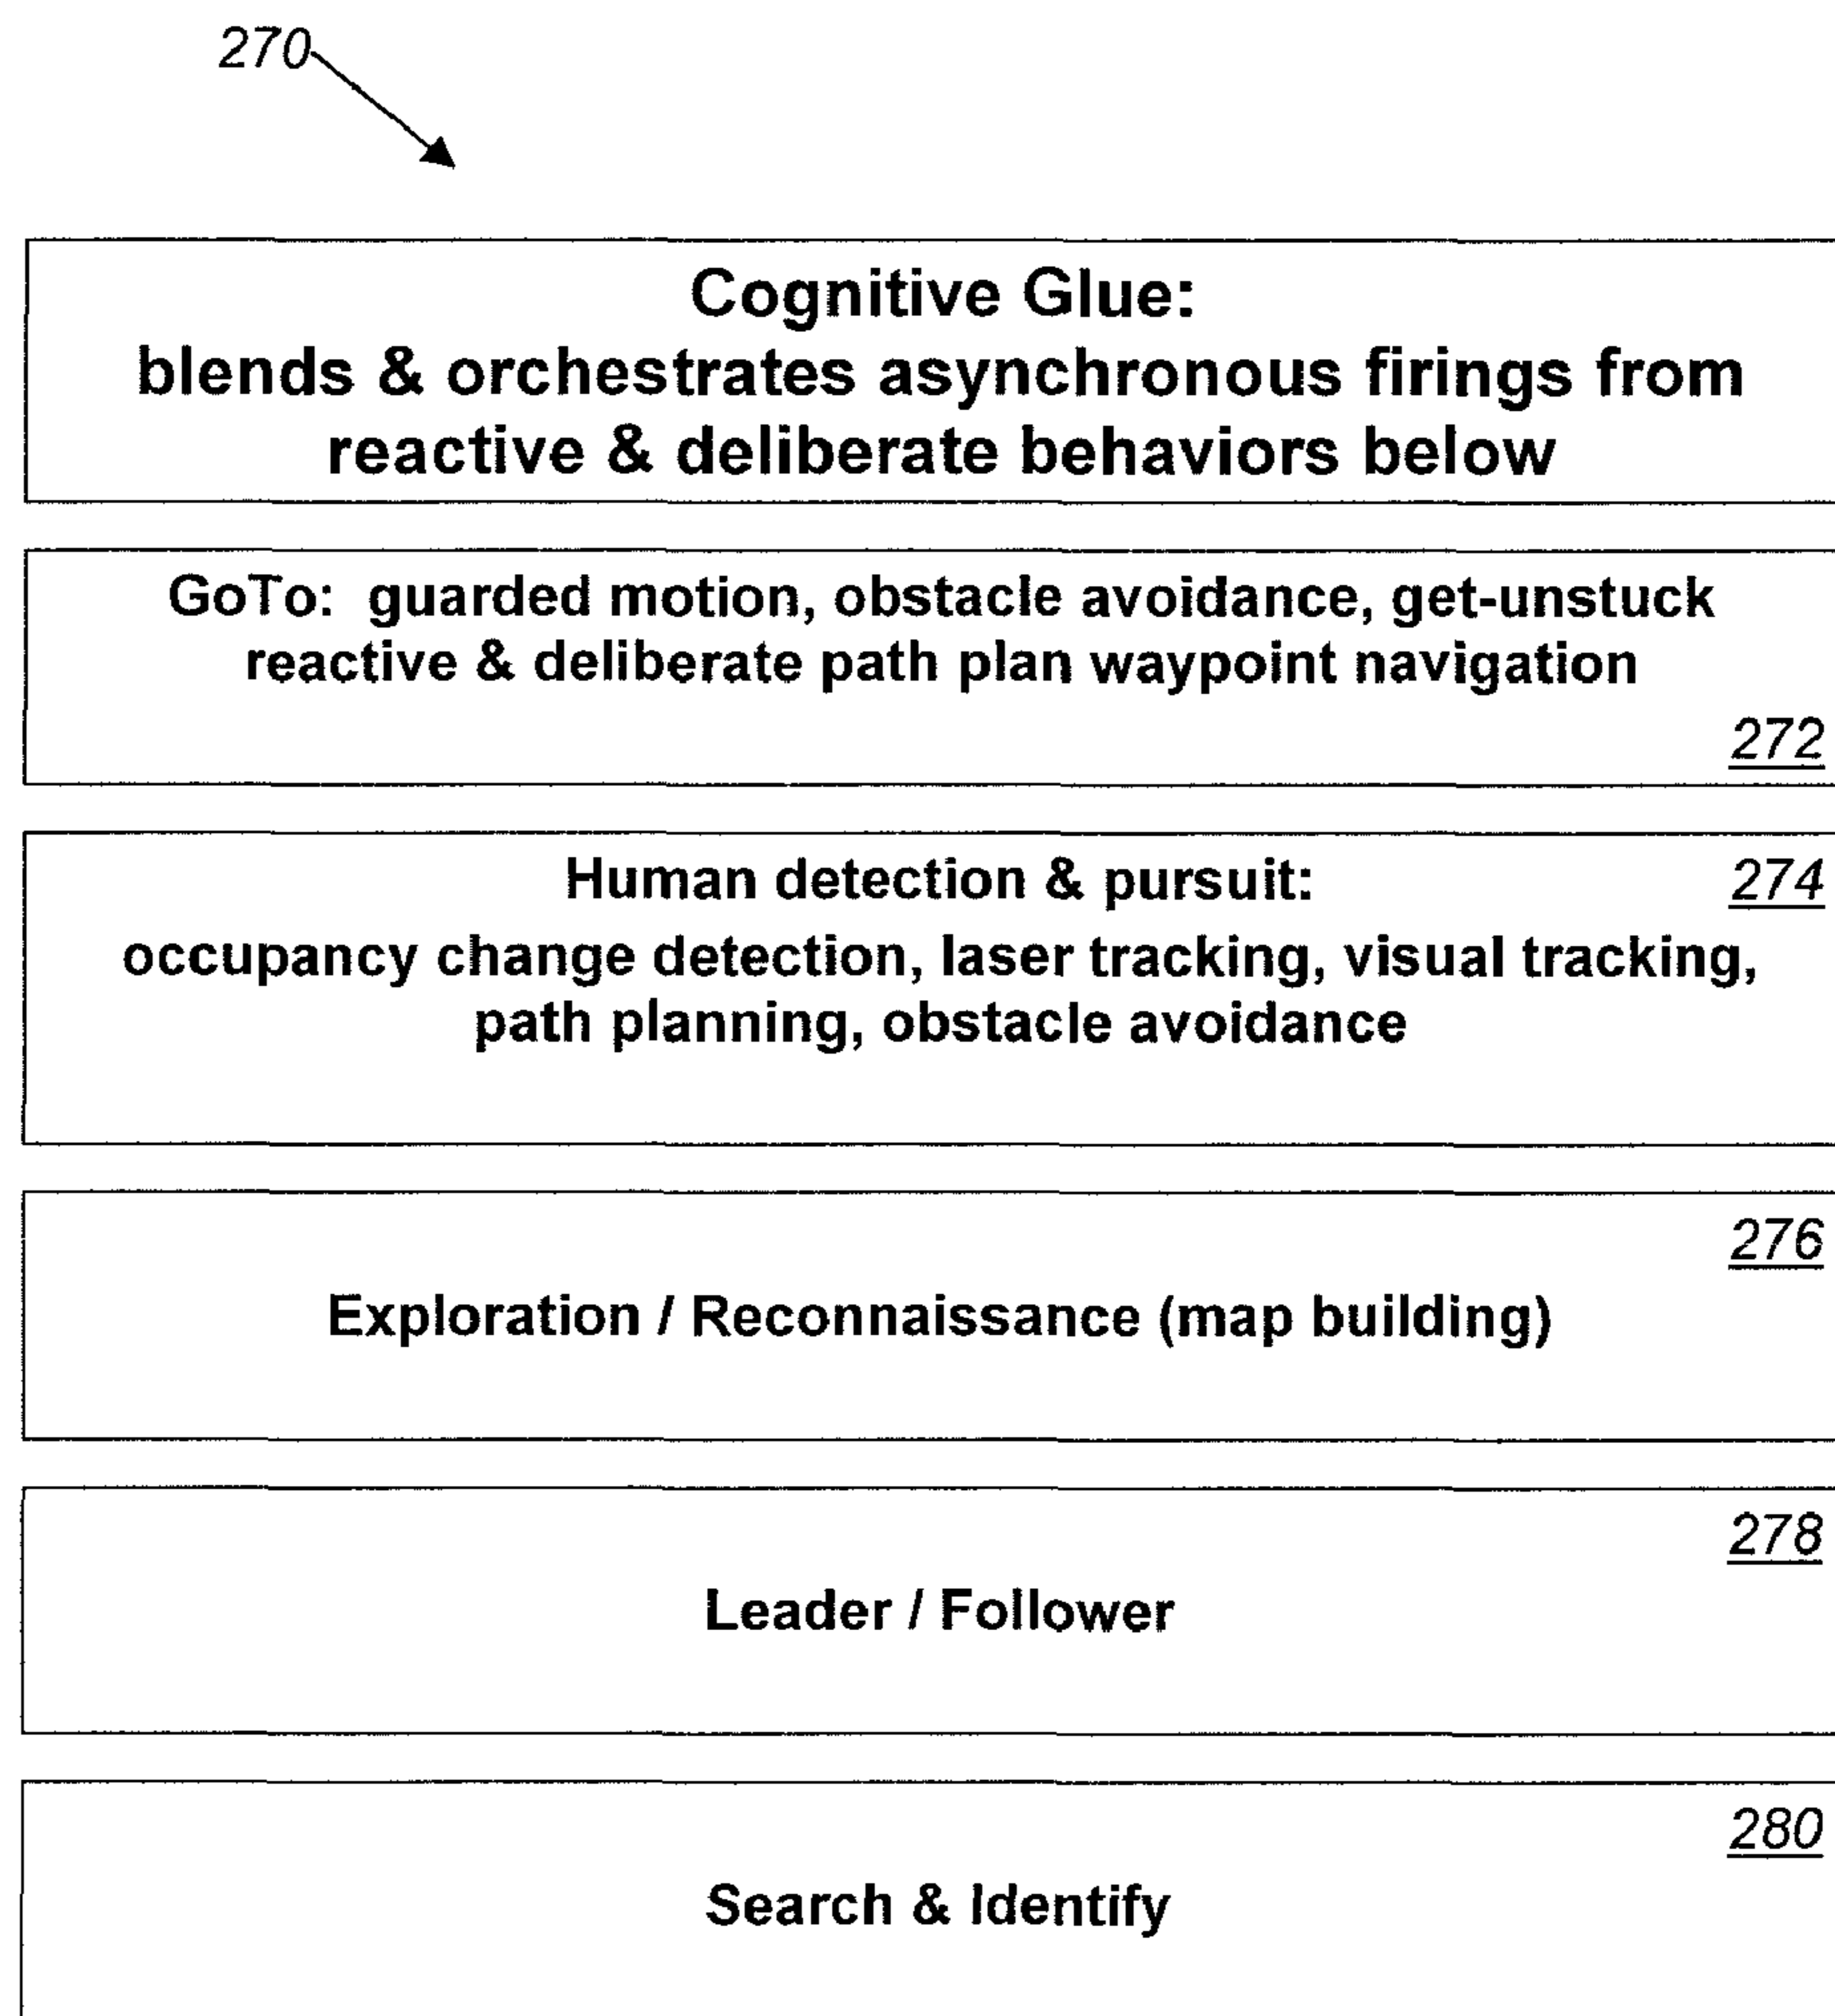 270
Cognitive Glue:
blends & orchestrates asynchronous firings from
reactive & deliberate behaviors below
GoTo: guarded motion, obstacle avoidance, get-unstuck
reactive & deliberate path plan waypoint navigation
272
Human detection & pursuit:
274
occupancy change detection, laser tracking, visual tracking,
path planning, obstacle avoidance
276
Exploration / Reconnaissance (map building)
278
Leader / Follower
280
Search & Identify